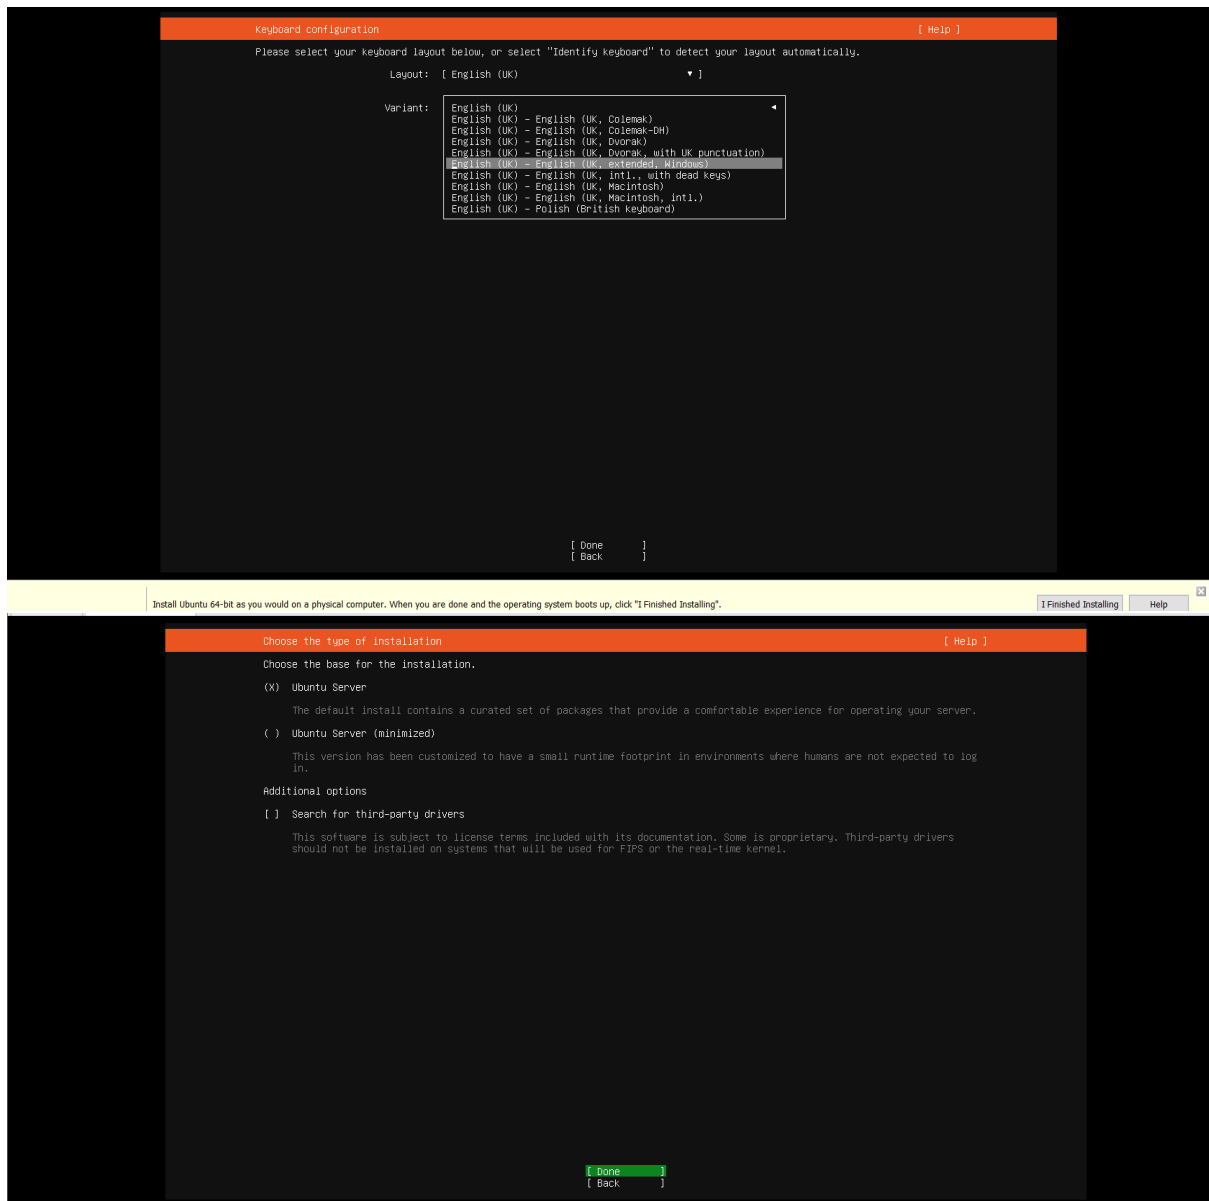 Keyboard configuration [ Help ]
Please select your keyboard layout below, or select "Identify keyboard" to detect your layout automatically.
Layout: [ English (UK) ▾ ]
Variant: English (UK) ◂
English (UK) - English (UK, Colemak)
English (UK) - English (UK, Colemak-DH)
English (UK) - English (UK, Dvorak)
English (UK) - English (UK, Dvorak, with UK punctuation)
English (UK) - English (UK, extended, Windows)
English (UK) - English (UK, intl., with dead keys)
English (UK) - English (UK, Macintosh)
English (UK) - English (UK, Macintosh, intl.)
English (UK) - Polish (British keyboard)
[ Done ]
[ Back ]
Install Ubuntu 64-bit as you would on a physical computer. When you are done and the operating system boots up, click "I Finished Installing". I Finished Installing Help
Choose the type of installation [ Help ]
Choose the base for the installation.
(X) Ubuntu Server
The default install contains a curated set of packages that provide a comfortable experience for operating your server.
( ) Ubuntu Server (minimized)
This version has been customized to have a small runtime footprint in environments where humans are not expected to log
in.
Additional options
[ ] Search for third-party drivers
This software is subject to license terms included with its documentation. Some is proprietary. Third-party drivers
should not be installed on systems that will be used for FIPS or the real-time kernel.
[ Done ]
[ Back ]